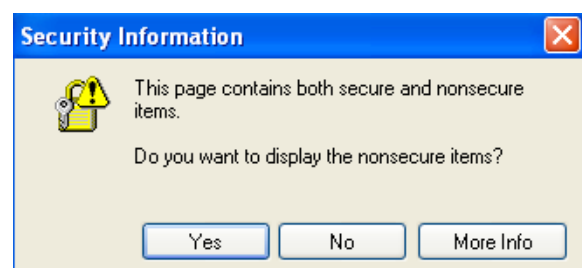 Security Information
This page contains both secure and nonsecure
items.
Do you want to display the nonsecure items?
Yes
No
More Info